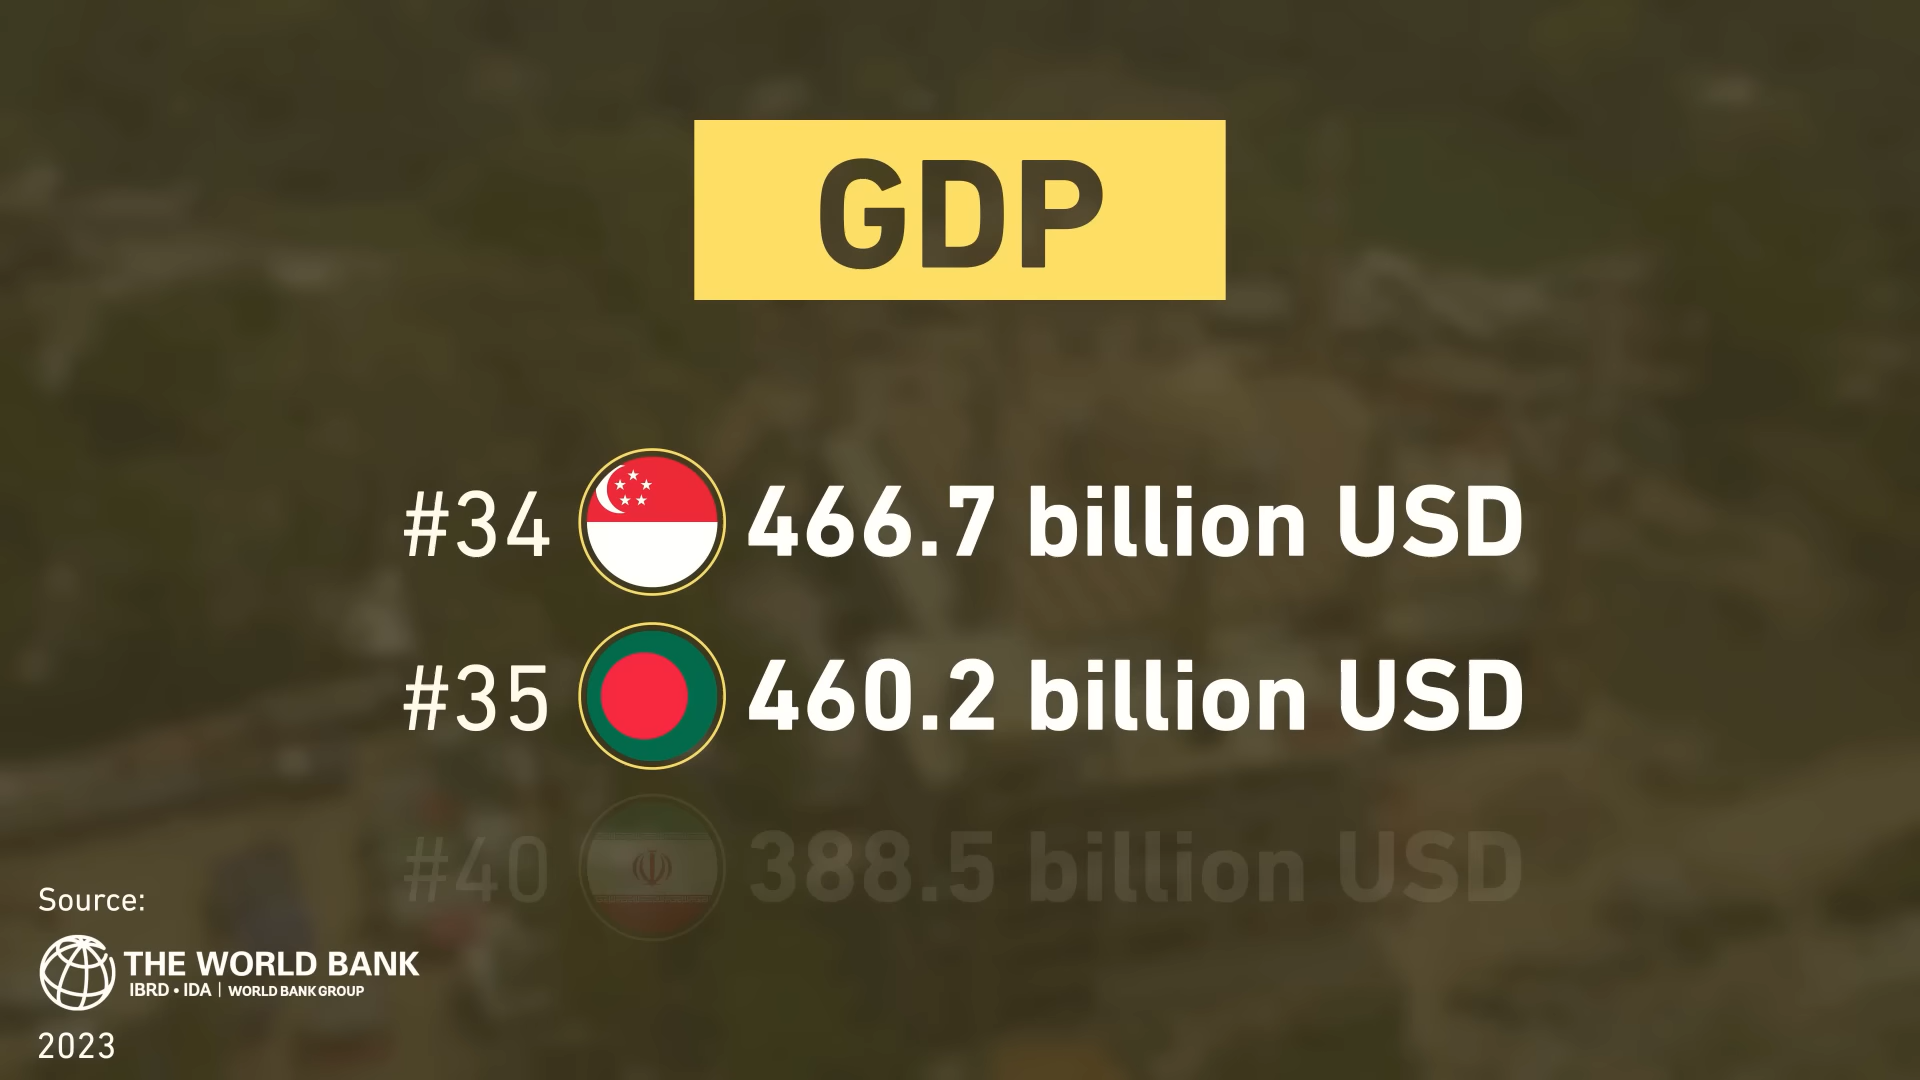 GDP
#34 466.7 billion USD
#35 460.2 billion USD
#40 388.5 billion USD
Source:
THE WORLD BANK
IBRD • IDA | WORLD BANK GROUP
2023